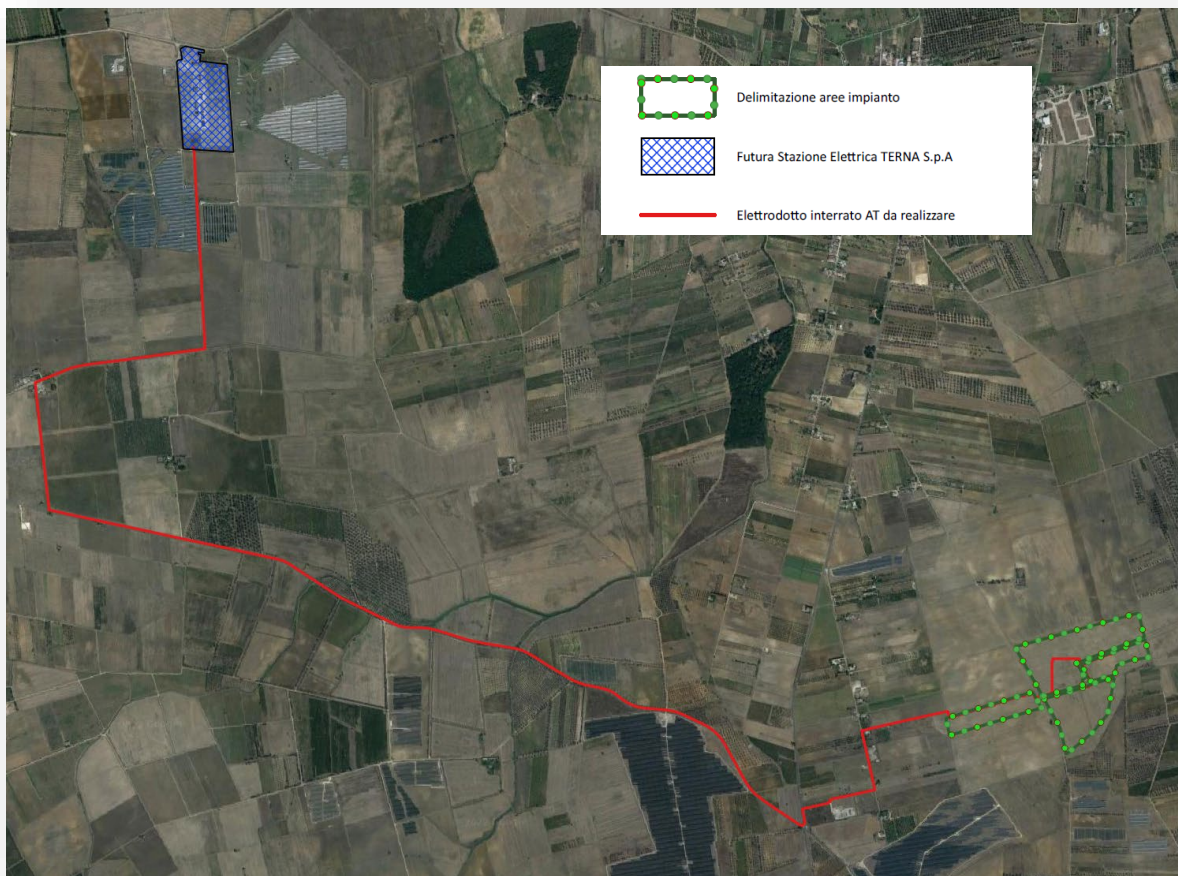 Delimitazione aree impianto
Futura Stazione Elettrica TERNA S.p.A
Elettrodotto interrato AT da realizzare